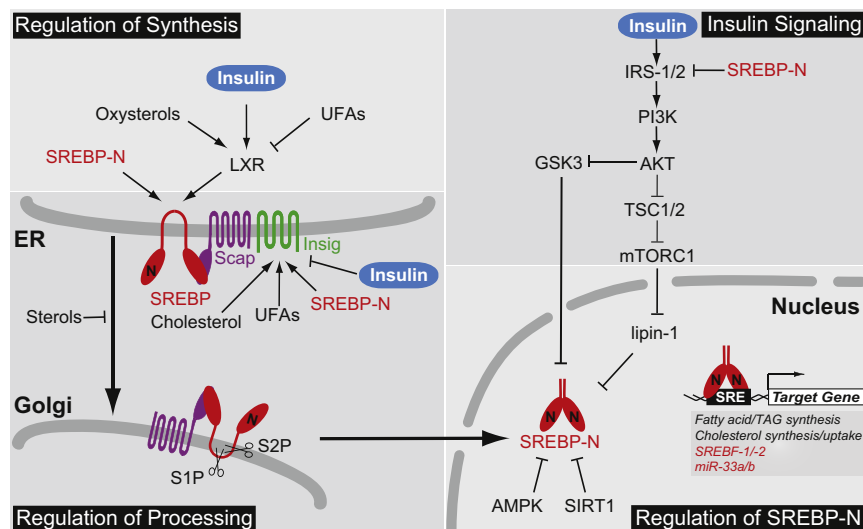 Regulation of Synthesis
Insulin
Oxysterols
UFAs
SREBP-N
LXR
ER
Scap
Insig
N
SREBP
Insulin
Cholesterol
UFAs
SREBP-N
Sterols
Golgi
N
S2P
S1P
Regulation of Processing
Insulin
Insulin Signaling
IRS-1/2
SREBP-N
PI3K
GSK3
AKT
TSC1/2
mTORC1
Nucleus
lipin-1
N N
SRE
Target Gene
Fatty acid/TAG synthesis
Cholesterol synthesis/uptake
SREBF-1/-2
miR-33a/b
N N
SREBP-N
AMPK
SIRT1
Regulation of SREBP-N